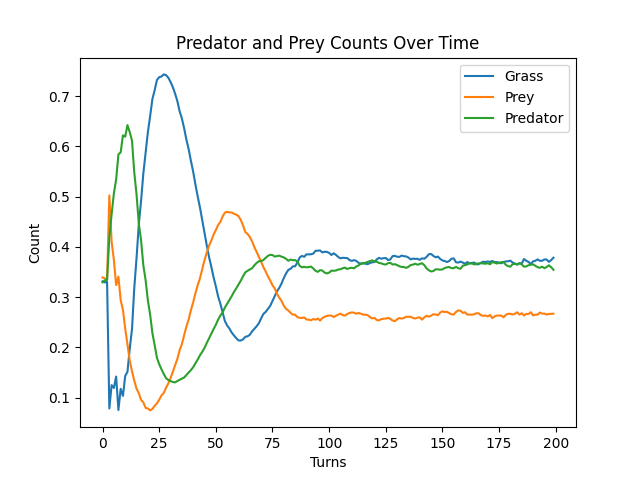 Predator and Prey Counts Over Time
Grass
Prey
Predator
Count
0.7
0.6
0.5
0.4
0.3
0.2
0.1
0 25 50 75 100 125 150 175 200
Turns